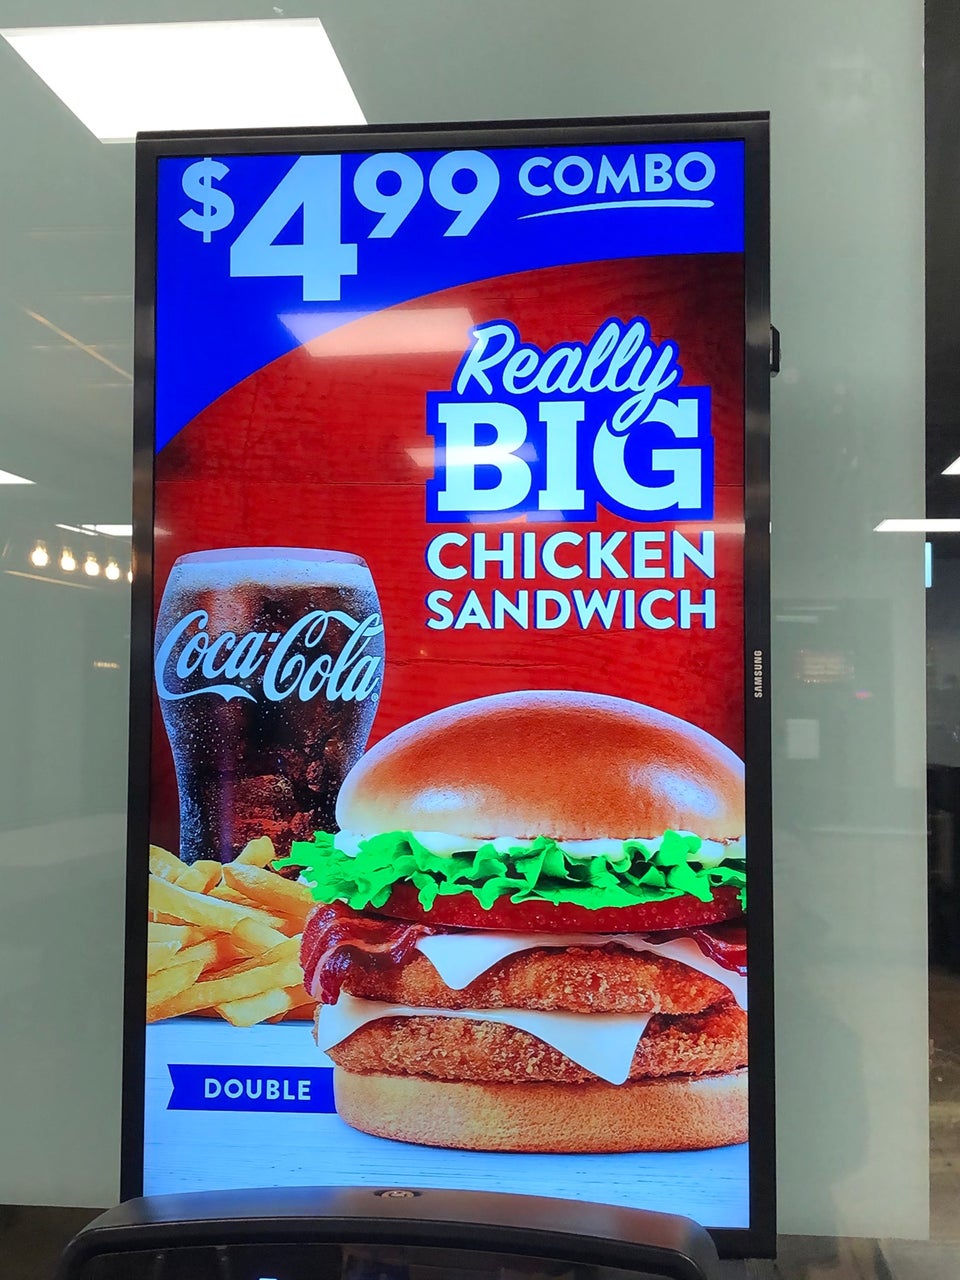 $4.99 COMBO
Really
BIG
CHICKEN
SANDWICH
Coca-Cola
DOUBLE
SAMSUNG